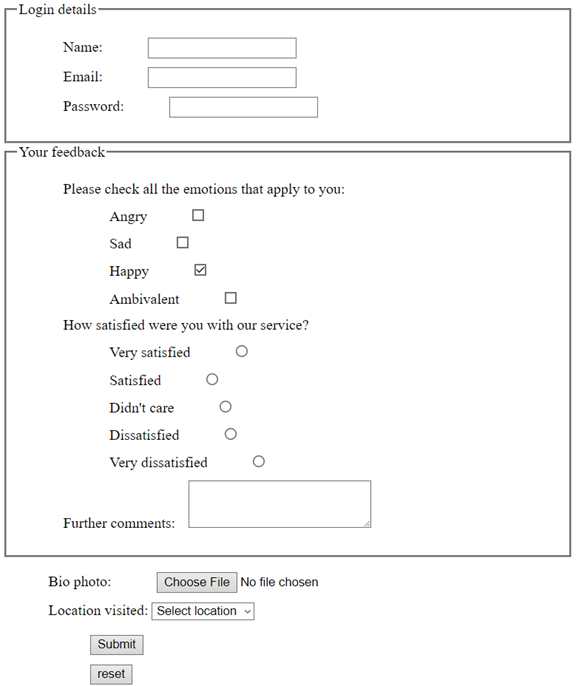 Login details
Name:
Email:
Password:
Your feedback
Please check all the emotions that apply to you:
Angry
Sad
Happy
Ambivalent
How satisfied were you with our service?
Very satisfied
Satisfied
Didn't care
Dissatisfied
Very dissatisfied
Further comments:
Bio photo: Choose File No file chosen
Location visited: Select location
Submit
reset